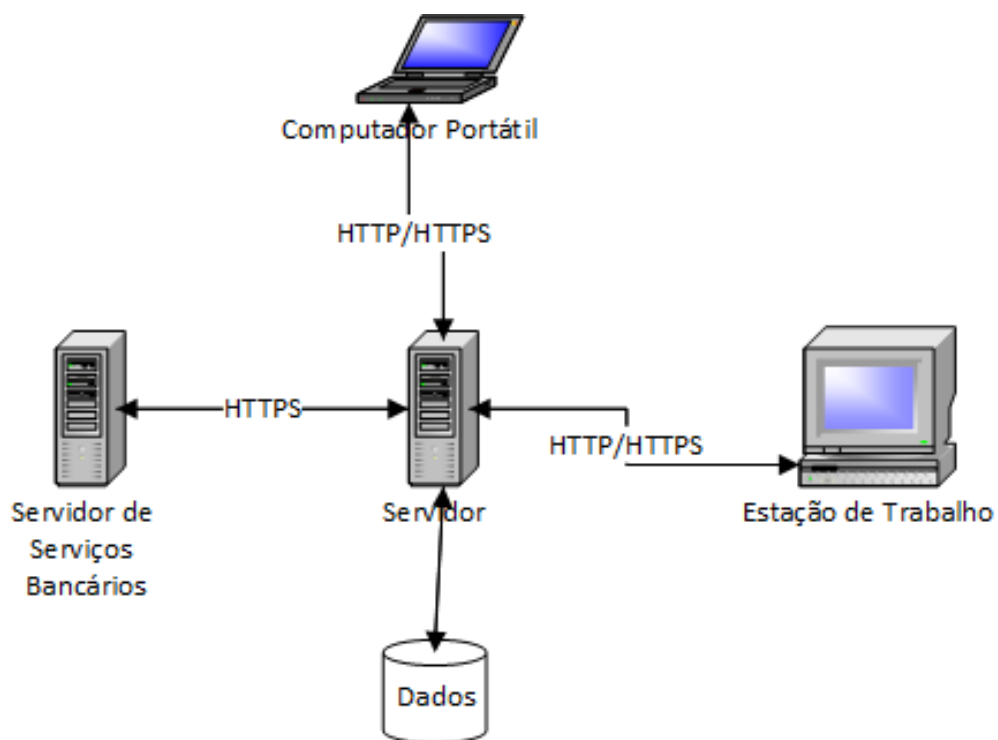 Computador Portátil
HTTP/HTTPS
HTTPS
HTTP/HTTPS
Servidor de
Serviços
Bancários
Servidor
Estação de Trabalho
Dados